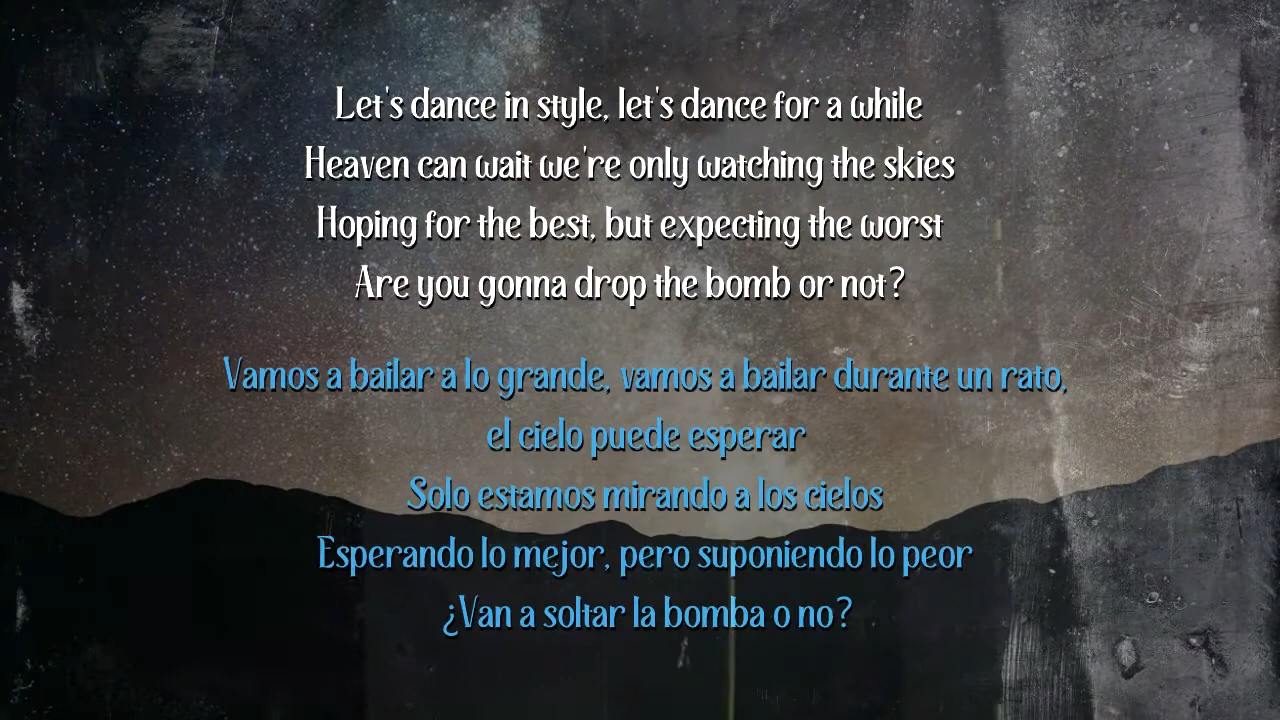 Let's dance in style, let's dance for a while
Heaven can wait we're only watching the skies
Hoping for the best, but expecting the worst
Are you gonna drop the bomb or not?
Vamos a bailar a lo grande, vamos a bailar durante un rato,
el cielo puede esperar
Solo estamos mirando a los cielos
Esperando lo mejor, pero suponiendo lo peor
¿Van a soltar la bomba o no?